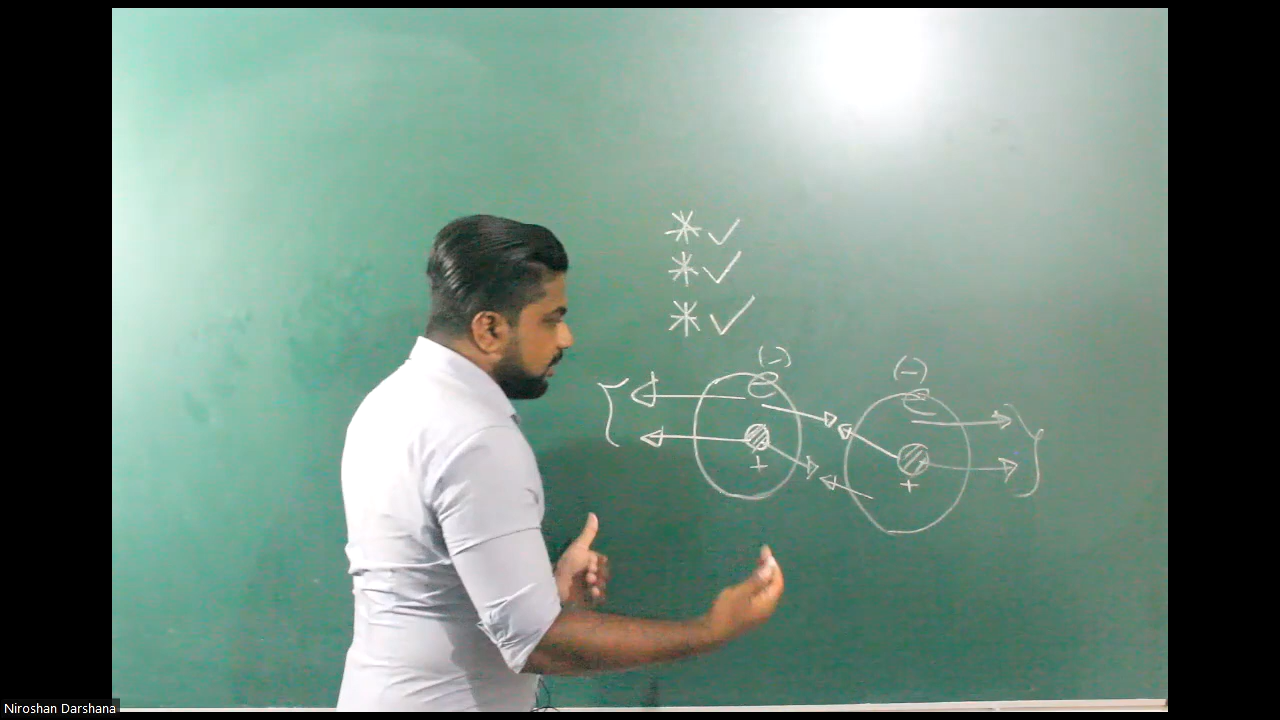 * ✓
* ✓
* ✓
(-) (-)
e e
+ +
Niroshan Darshana